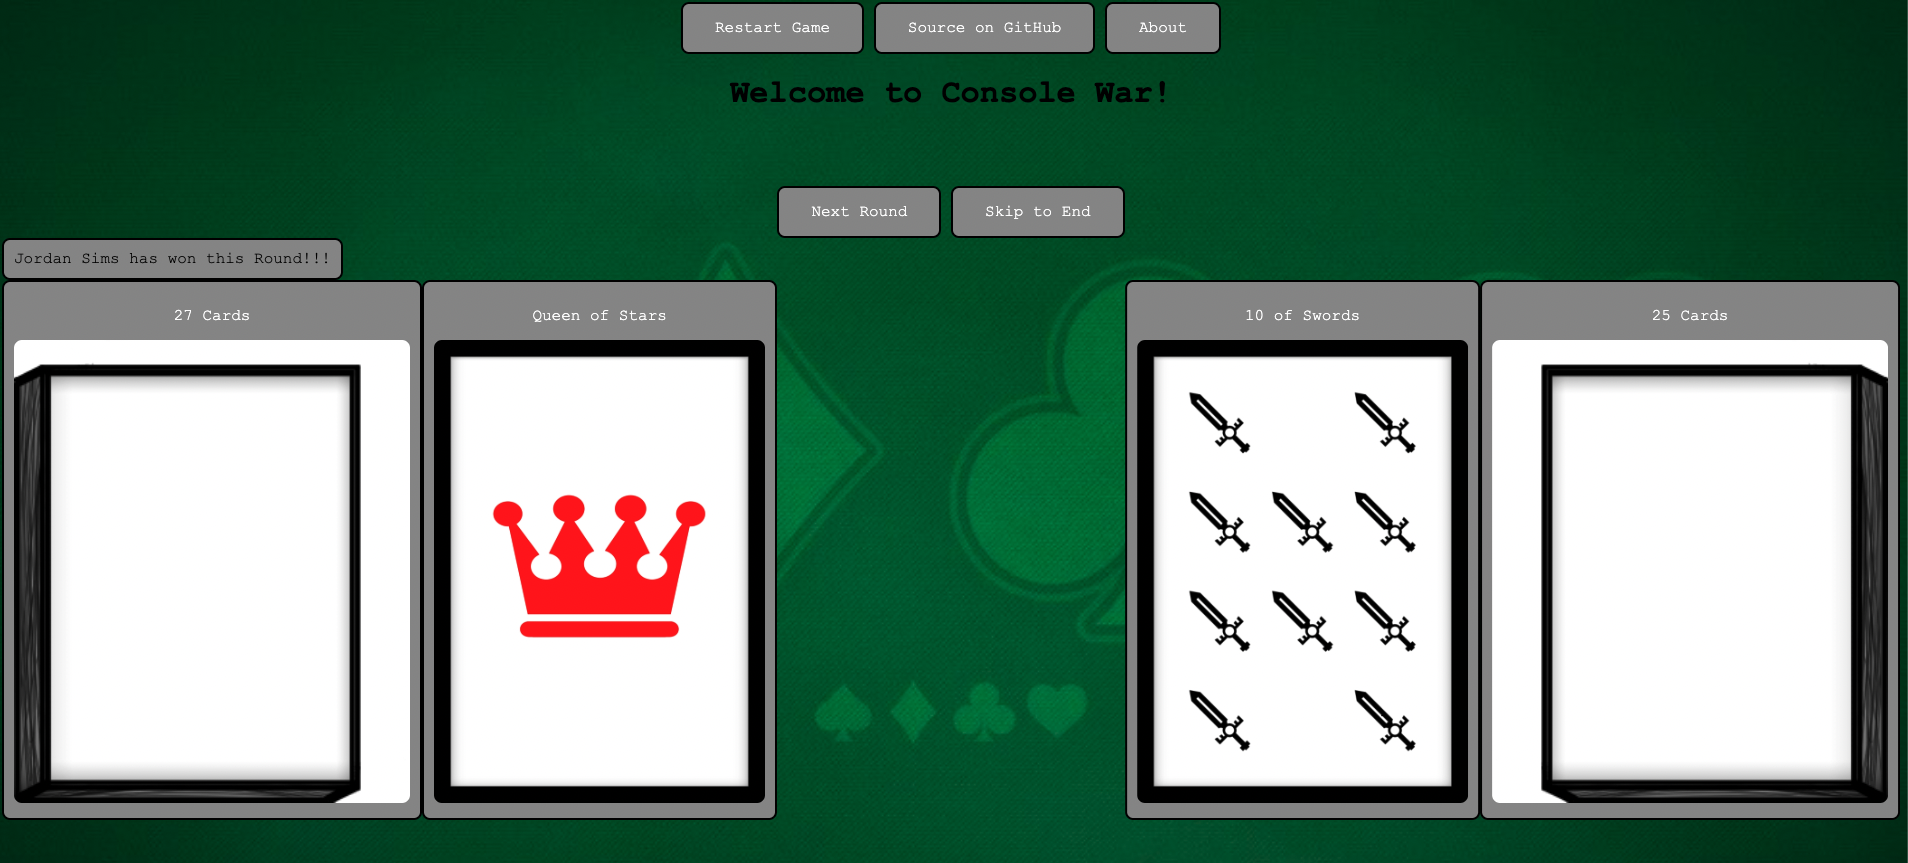 Restart Game
Source on GitHub
About
Welcome to Console War!
Next Round
Skip to End
Jordan Sims has won this Round!!!
27 Cards
Queen of Stars
10 of Swords
25 Cards